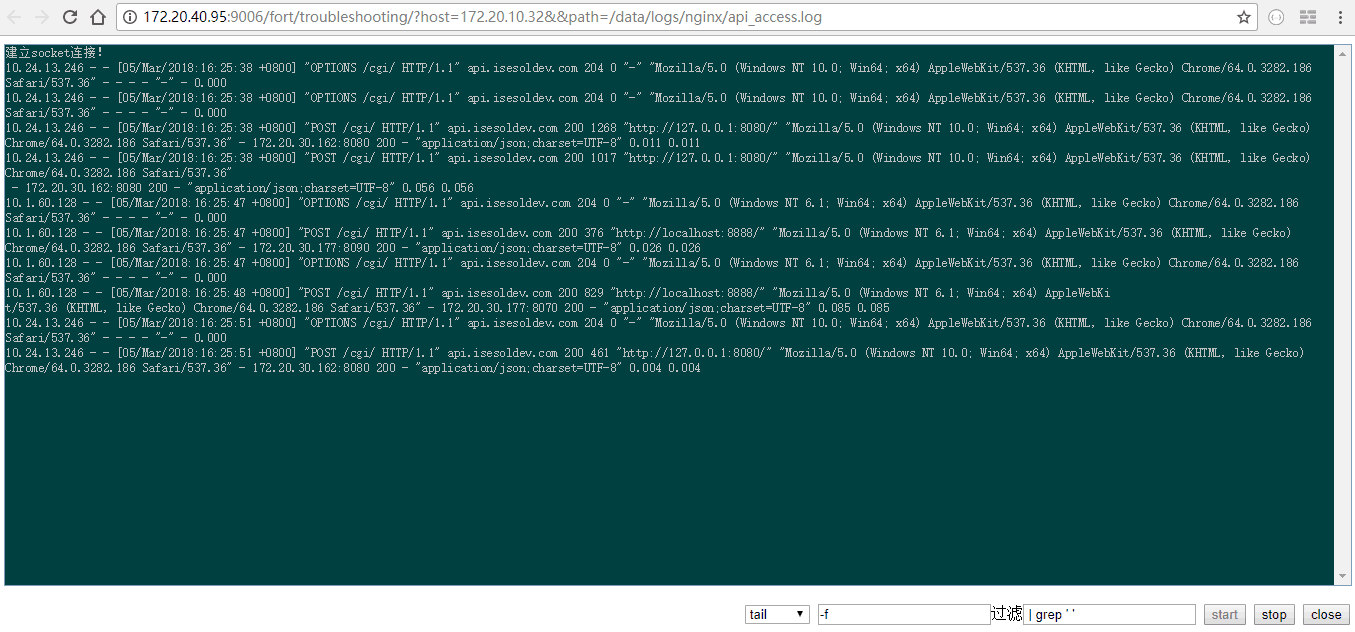 172.20.40.95:9006/fort/troubleshooting/?host=172.20.10.32&&path=/data/logs/nginx/api_access.log
建立socket连接!
10.24.13.246 - - [05/Mar/2018:16:25:38 +0800] "OPTIONS /cgi/ HTTP/1.1" api.isesoldev.com 204 0 "-" "Mozilla/5.0 (Windows NT 10.0; Win64; x64) AppleWebKit/537.36 (KHTML, like Gecko) Chrome/64.0.3282.186
Safari/537.36" - - - - "-" - 0.000
10.24.13.246 - - [05/Mar/2018:16:25:38 +0800] "OPTIONS /cgi/ HTTP/1.1" api.isesoldev.com 204 0 "-" "Mozilla/5.0 (Windows NT 10.0; Win64; x64) AppleWebKit/537.36 (KHTML, like Gecko) Chrome/64.0.3282.186
Safari/537.36" - - - - "-" - 0.000
10.24.13.246 - - [05/Mar/2018:16:25:38 +0800] "POST /cgi/ HTTP/1.1" api.isesoldev.com 200 1268 "http://127.0.0.1:8080/" "Mozilla/5.0 (Windows NT 10.0; Win64; x64) AppleWebKit/537.36 (KHTML, like Gecko)
Chrome/64.0.3282.186 Safari/537.36" - 172.20.30.162:8080 200 - "application/json;charset=UTF-8" 0.011 0.011
10.24.13.246 - - [05/Mar/2018:16:25:38 +0800] "POST /cgi/ HTTP/1.1" api.isesoldev.com 200 1017 "http://127.0.0.1:8080/" "Mozilla/5.0 (Windows NT 10.0; Win64; x64) AppleWebKit/537.36 (KHTML, like Gecko)
Chrome/64.0.3282.186 Safari/537.36"
- 172.20.30.162:8080 200 - "application/json;charset=UTF-8" 0.056 0.056
10.1.60.128 - - [05/Mar/2018:16:25:47 +0800] "OPTIONS /cgi/ HTTP/1.1" api.isesoldev.com 204 0 "-" "Mozilla/5.0 (Windows NT 6.1; Win64; x64) AppleWebKit/537.36 (KHTML, like Gecko) Chrome/64.0.3282.186
Safari/537.36" - - - - "-" - 0.000
10.1.60.128 - - [05/Mar/2018:16:25:47 +0800] "POST /cgi/ HTTP/1.1" api.isesoldev.com 200 376 "http://localhost:8888/" "Mozilla/5.0 (Windows NT 6.1; Win64; x64) AppleWebKit/537.36 (KHTML, like Gecko)
Chrome/64.0.3282.186 Safari/537.36" - 172.20.30.177:8090 200 - "application/json;charset=UTF-8" 0.026 0.026
10.1.60.128 - - [05/Mar/2018:16:25:47 +0800] "OPTIONS /cgi/ HTTP/1.1" api.isesoldev.com 204 0 "-" "Mozilla/5.0 (Windows NT 6.1; Win64; x64) AppleWebKit/537.36 (KHTML, like Gecko) Chrome/64.0.3282.186
Safari/537.36" - - - - "-" - 0.000
10.1.60.128 - - [05/Mar/2018:16:25:48 +0800] "POST /cgi/ HTTP/1.1" api.isesoldev.com 200 829 "http://localhost:8888/" "Mozilla/5.0 (Windows NT 6.1; Win64; x64) AppleWebKi
t/537.36 (KHTML, like Gecko) Chrome/64.0.3282.186 Safari/537.36" - 172.20.30.177:8070 200 - "application/json;charset=UTF-8" 0.085 0.085
10.24.13.246 - - [05/Mar/2018:16:25:51 +0800] "OPTIONS /cgi/ HTTP/1.1" api.isesoldev.com 204 0 "-" "Mozilla/5.0 (Windows NT 10.0; Win64; x64) AppleWebKit/537.36 (KHTML, like Gecko) Chrome/64.0.3282.186
Safari/537.36" - - - - "-" - 0.000
10.24.13.246 - - [05/Mar/2018:16:25:51 +0800] "POST /cgi/ HTTP/1.1" api.isesoldev.com 200 461 "http://127.0.0.1:8080/" "Mozilla/5.0 (Windows NT 10.0; Win64; x64) AppleWebKit/537.36 (KHTML, like Gecko)
Chrome/64.0.3282.186 Safari/537.36" - 172.20.30.162:8080 200 - "application/json;charset=UTF-8" 0.004 0.004
tail -f 过滤 | grep ' ' start stop close